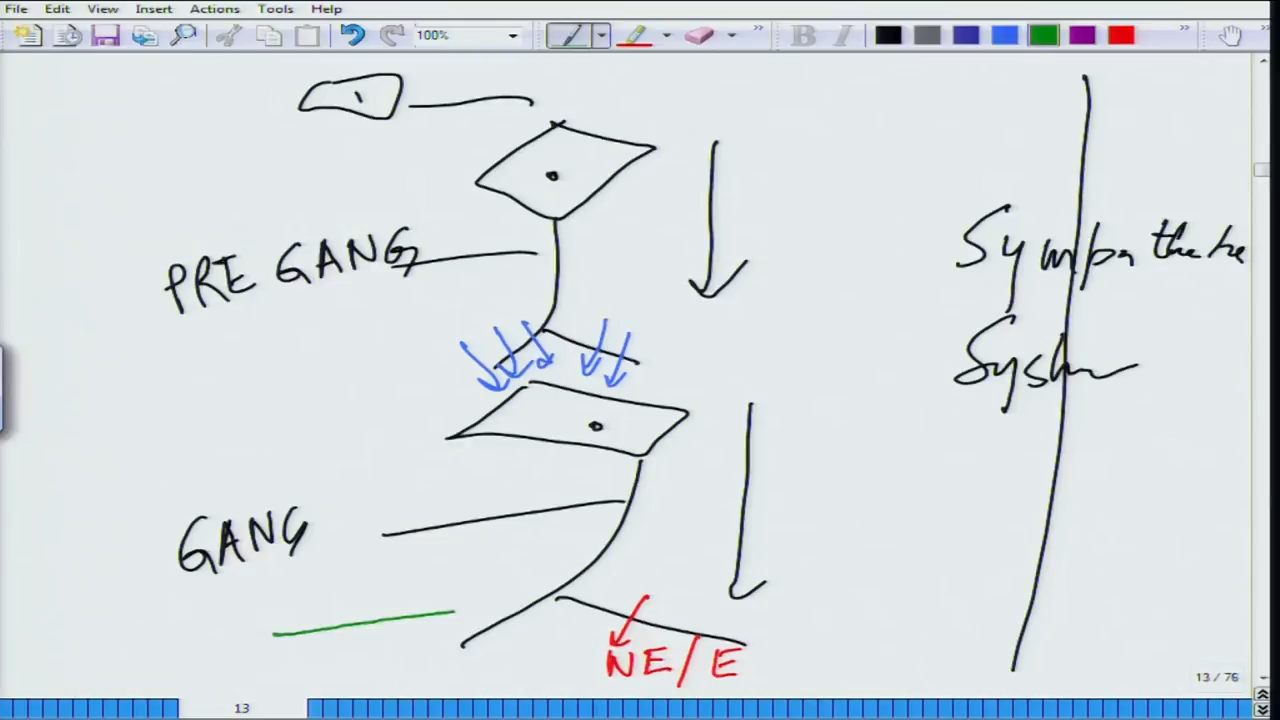 File Edit View Insert Actions Tools Help
100%
PRE GANG
Sympathetic
System
GANG
NE/E
13 / 76
13